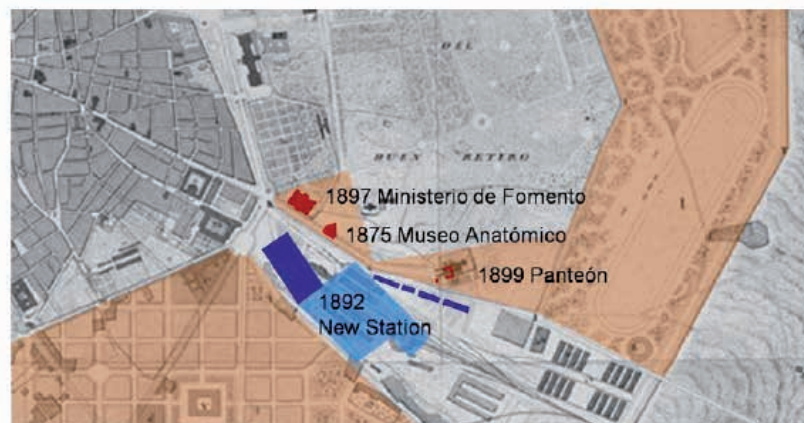 DEL
BUEN RETIRO
1897 Ministerio de Fomento
1875 Museo Anatómico
1899 Panteón
1892
New Station